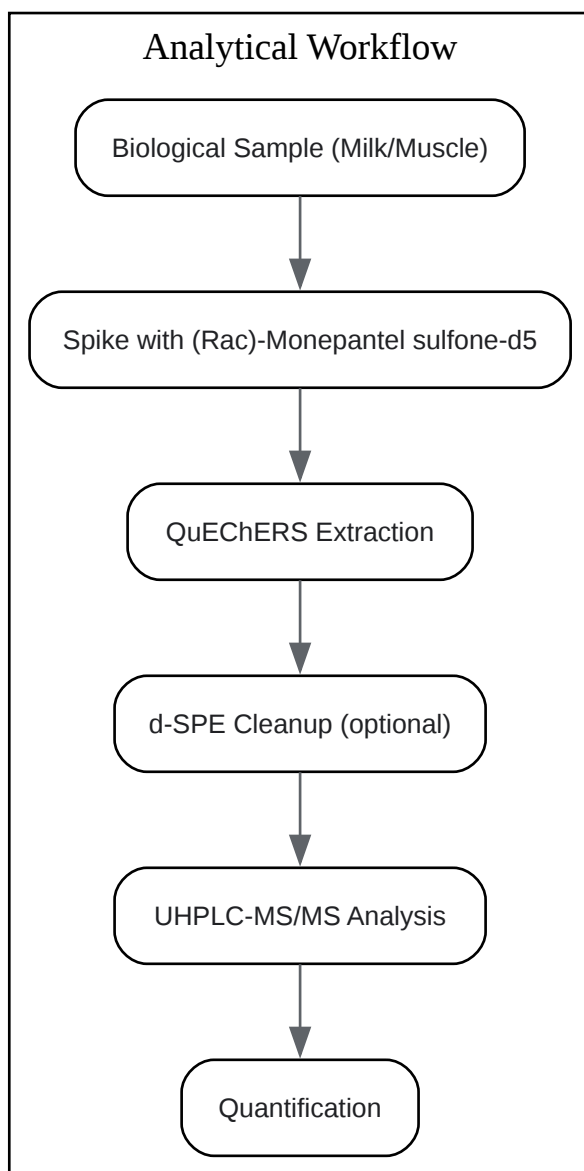 Analytical Workflow
Biological Sample (Milk/Muscle)
Spike with (Rac)-Monepantel sulfone-d5
QuEChERS Extraction
d-SPE Cleanup (optional)
UHPLC-MS/MS Analysis
Quantification